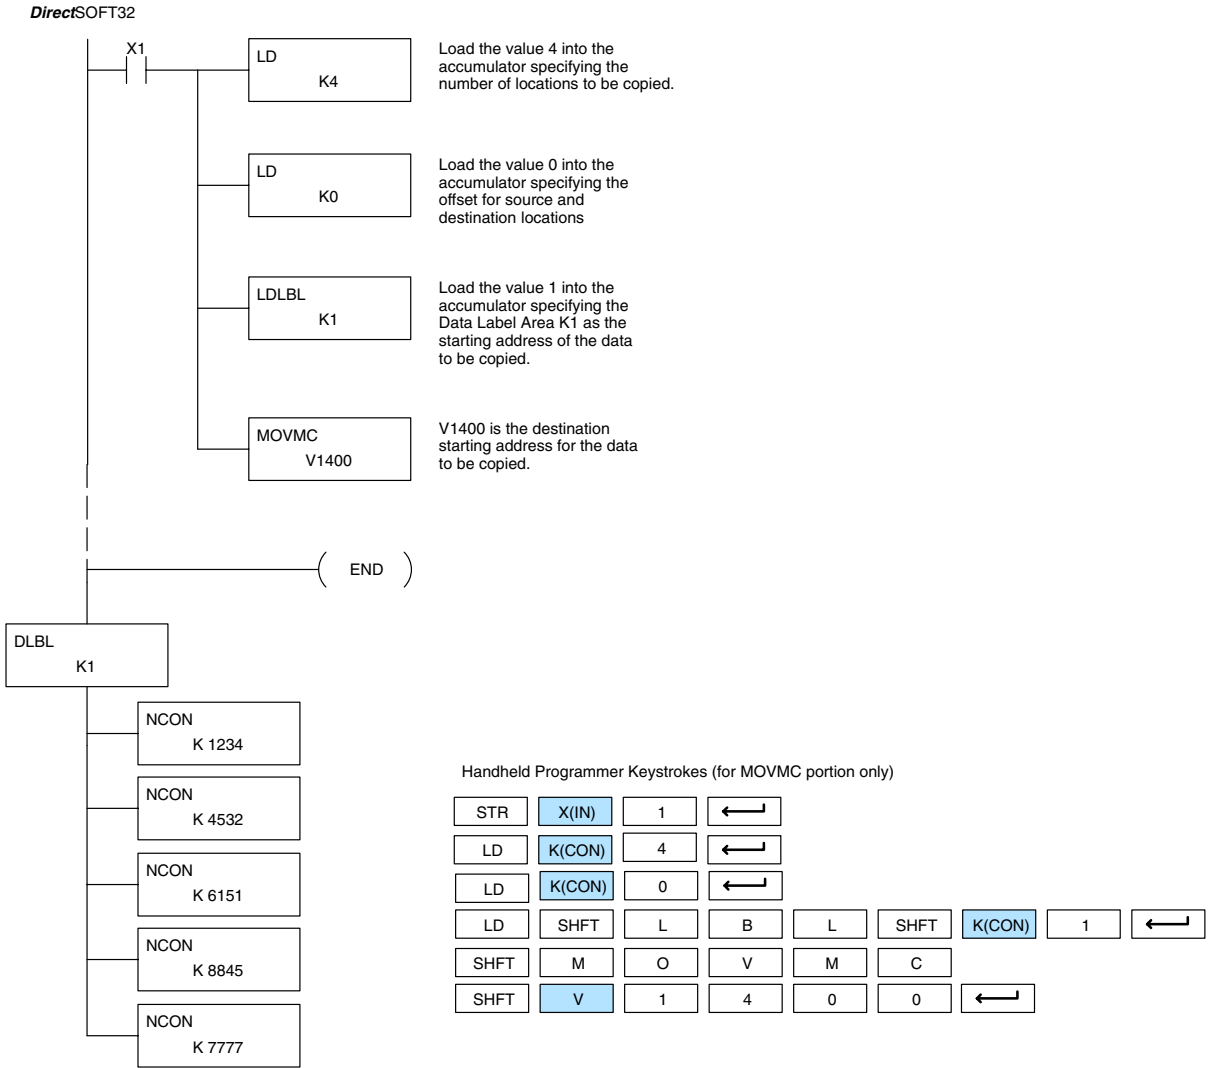 DirectSOFT32
X1
LD
K4
Load the value 4 into the
accumulator specifying the
number of locations to be copied.
LD
K0
Load the value 0 into the
accumulator specifying the
offset for source and
destination locations
LDLBL
K1
Load the value 1 into the
accumulator specifying the
Data Label Area K1 as the
starting address of the data
to be copied.
MOVMC
V1400
V1400 is the destination
starting address for the data
to be copied.
END
DLBL
K1
NCON
K 1234
NCON
K 4532
NCON
K 6151
NCON
K 8845
NCON
K 7777
Handheld Programmer Keystrokes (for MOVMC portion only)
STR X(IN) 1
LD K(CON) 4
LD K(CON) 0
LD SHFT L B L SHFT K(CON) 1
SHFT M O V M C
SHFT V 1 4 0 0